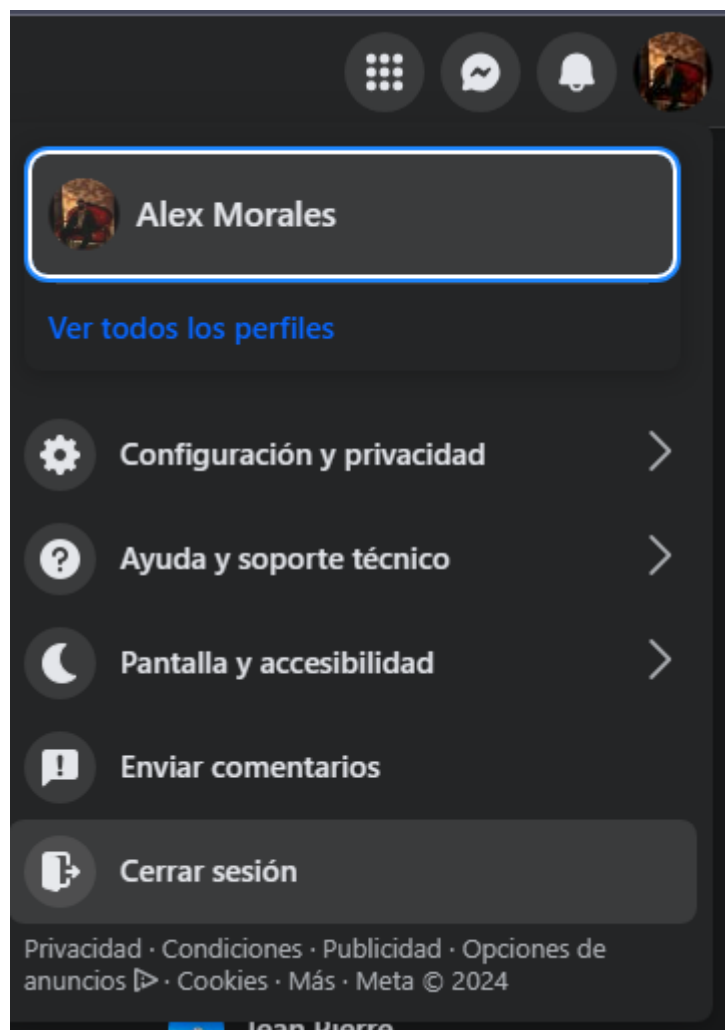 Alex Morales
Ver todos los perfiles
Configuración y privacidad
Ayuda y soporte técnico
Pantalla y accesibilidad
Enviar comentarios
Cerrar sesión
Privacidad · Condiciones · Publicidad · Opciones de
anuncios · Cookies · Más · Meta © 2024